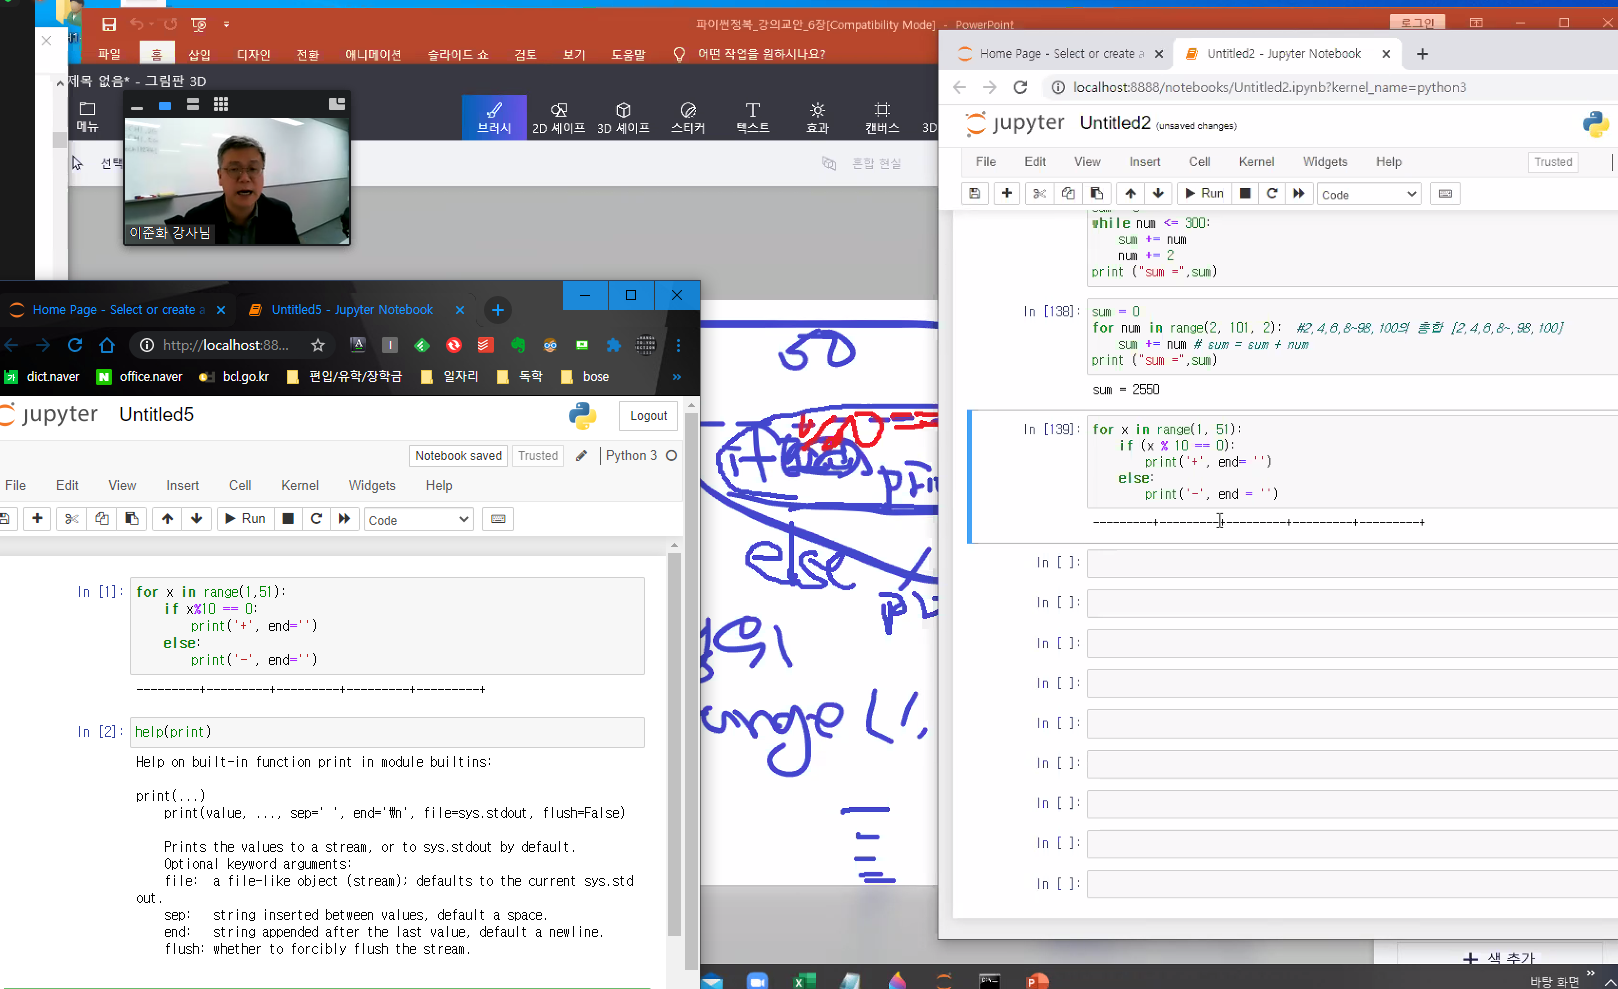 파이썬정복_강의교안_6장[Compatibility Mode] - PowerPoint
로그인
파일 홈 삽입 디자인 전환 애니메이션 슬라이드 쇼 검토 보기 도움말 어떤 작업을 원하시나요?
제목 없음* - 그림판 3D
메뉴 브러시 2D 셰이프 3D 셰이프 스티커 텍스트 효과 캔버스 3D
선택 혼합 현실
이준화 강사님
Home Page - Select or create a
Untitled2 - Jupyter Notebook
localhost:8888/notebooks/Untitled2.ipynb?kernel_name=python3
jupyter Untitled2 (unsaved changes)
File Edit View Insert Cell Kernel Widgets Help Trusted
Run Code
while num <= 300:
sum += num
num += 2
print ("sum =",sum)
In [138]: sum = 0
for num in range(2, 101, 2): #2,4,6,8~98,100의 총합 [2,4,6,8~,98,100]
sum += num # sum = sum + num
print ("sum =",sum)
sum = 2550
In [139]: for x in range(1, 51):
if (x % 10 == 0):
print('+', end= '')
else:
print('-', end = '')
---------+---------+---------+---------+---------+
In [ ]:
In [ ]:
In [ ]:
In [ ]:
In [ ]:
In [ ]:
In [ ]:
In [ ]:
In [ ]:
색 추가
바탕 화면
Home Page - Select or create a
Untitled5 - Jupyter Notebook
http://localhost:88...
dict.naver office.naver bcl.go.kr 편입/유학/장학금 일자리 독학 bose
jupyter Untitled5 Logout
Notebook saved Trusted Python 3
File Edit View Insert Cell Kernel Widgets Help
Run Code
In [1]: for x in range(1,51):
if x%10 == 0:
print('+', end='')
else:
print('-', end='')
---------+---------+---------+---------+---------+
In [2]: help(print)
Help on built-in function print in module builtins:
print(...)
print(value, ..., sep=' ', end='₩n', file=sys.stdout, flush=False)
Prints the values to a stream, or to sys.stdout by default.
Optional keyword arguments:
file: a file-like object (stream); defaults to the current sys.std
out.
sep: string inserted between values, default a space.
end: string appended after the last value, default a newline.
flush: whether to forcibly flush the stream.
50
else
ange (1,